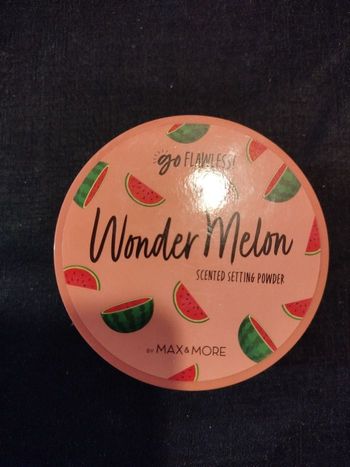 go FLAWLESS!
Wonder Melon
SCENTED SETTING POWDER
BY MAX & MORE